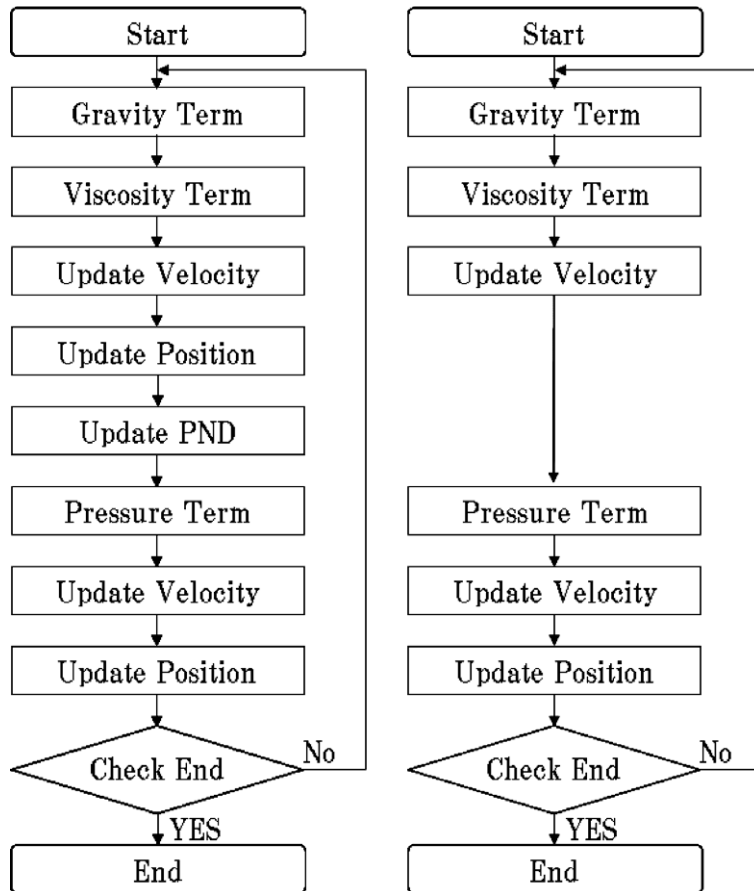 Start
Gravity Term
Viscosity Term
Update Velocity
Update Position
Update PND
Pressure Term
Update Velocity
Update Position
Check End
No
YES
End
Start
Gravity Term
Viscosity Term
Update Velocity
Pressure Term
Update Velocity
Update Position
Check End
No
YES
End